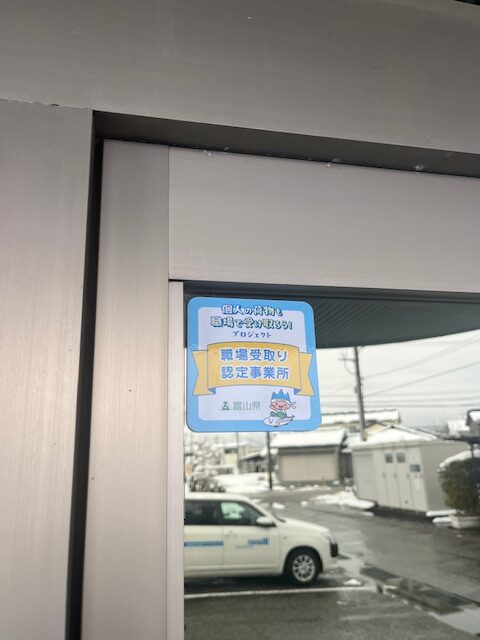 個人の荷物も
職場で受け取ろう!
プロジェクト
職場受取り
認定事業所
富山県